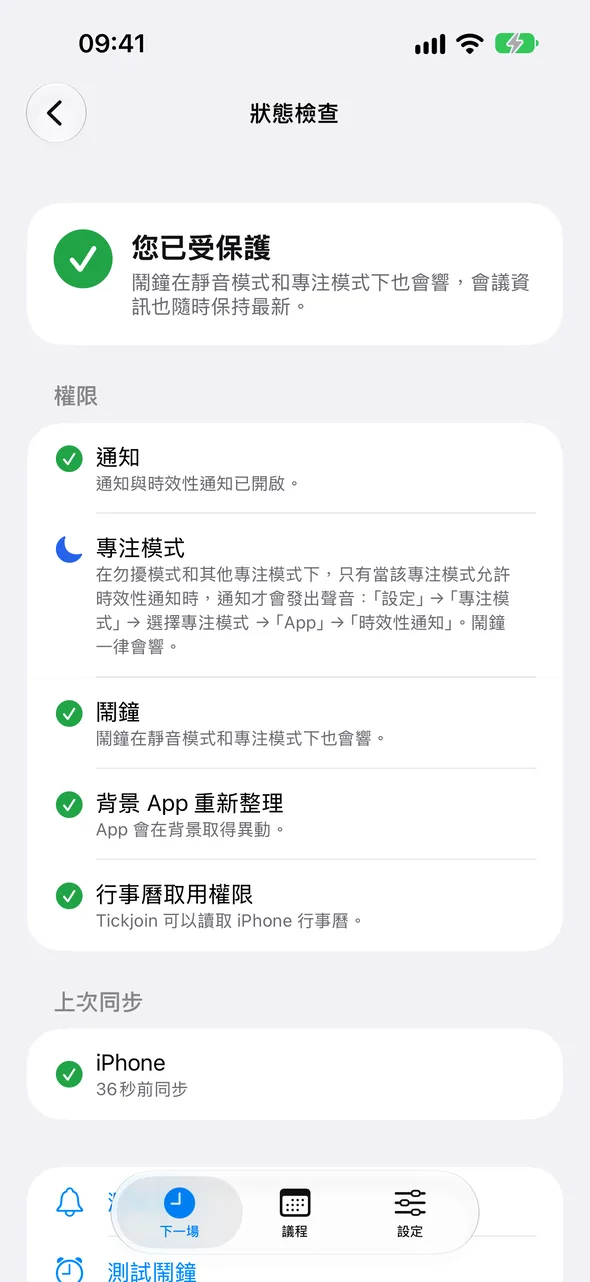 09:41
狀態檢查
您已受保護
鬧鐘在靜音模式和專注模式下也會響，會議資
訊也隨時保持最新。
權限
通知
通知與時效性通知已開啟。
專注模式
在勿擾模式和其他專注模式下，只有當該專注模式允許
時效性通知時，通知才會發出聲音：「設定」→「專注模
式」→ 選擇專注模式 →「App」→「時效性通知」。鬧鐘
一律會響。
鬧鐘
鬧鐘在靜音模式和專注模式下也會響。
背景 App 重新整理
App 會在背景取得異動。
行事曆取用權限
Tickjoin 可以讀取 iPhone 行事曆。
上次同步
iPhone
36秒前同步
下一場
議程
設定
測試鬧鐘